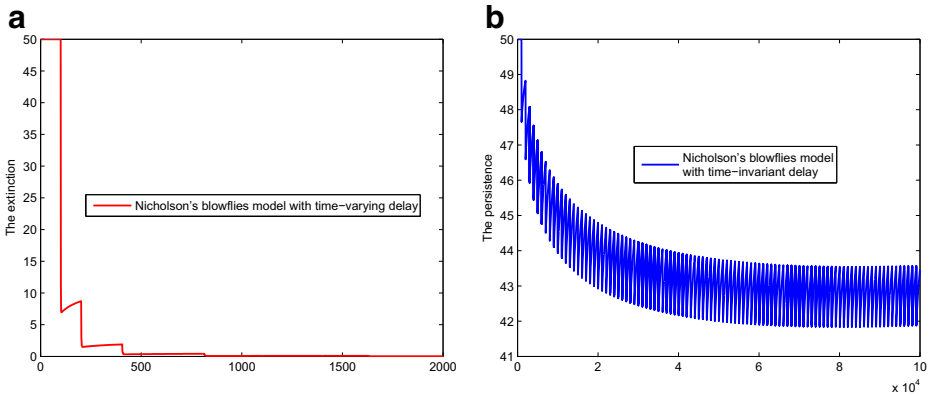 a
50
45
40
35
30
25
20
15
10
5
0
The extinction
Nicholson's blowflies model with time−varying delay
0 500 1000 1500 2000
b
50
49
48
47
46
45
44
43
42
41
The persistence
Nicholson's blowflies model
with time−invariant delay
0 2 4 6 8 10
x 10⁴